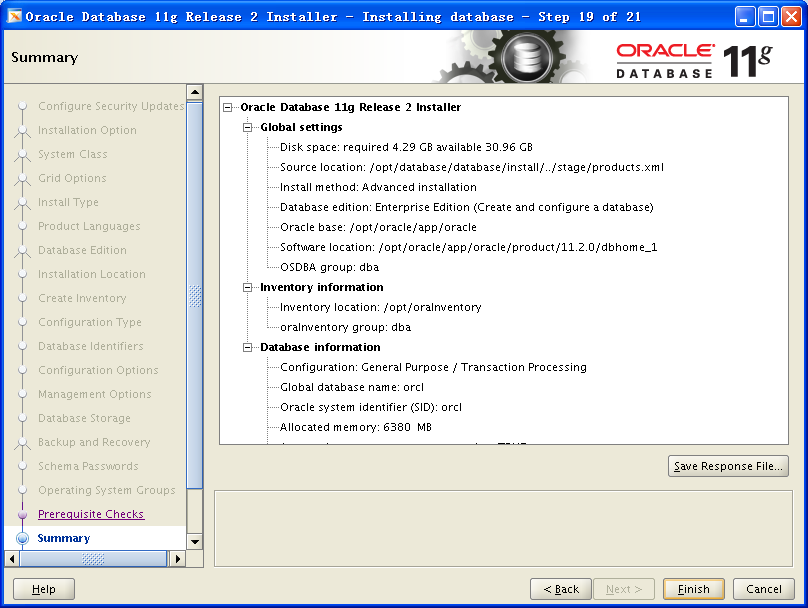 Oracle Database 11g Release 2 Installer - Installing database - Step 19 of 21
Summary
ORACLE
DATABASE 11g
Configure Security Updates
Installation Option
System Class
Grid Options
Install Type
Product Languages
Database Edition
Installation Location
Create Inventory
Configuration Type
Database Identifiers
Configuration Options
Management Options
Database Storage
Backup and Recovery
Schema Passwords
Operating System Groups
Prerequisite Checks
Summary
Oracle Database 11g Release 2 Installer
Global settings
Disk space: required 4.29 GB available 30.96 GB
Source location: /opt/database/database/install/../stage/products.xml
Install method: Advanced installation
Database edition: Enterprise Edition (Create and configure a database)
Oracle base: /opt/oracle/app/oracle
Software location: /opt/oracle/app/oracle/product/11.2.0/dbhome_1
OSDBA group: dba
Inventory information
Inventory location: /opt/oraInventory
oraInventory group: dba
Database information
Configuration: General Purpose / Transaction Processing
Global database name: orcl
Oracle system identifier (SID): orcl
Allocated memory: 6380 MB
Save Response File...
Help
< Back
Next >
Finish
Cancel